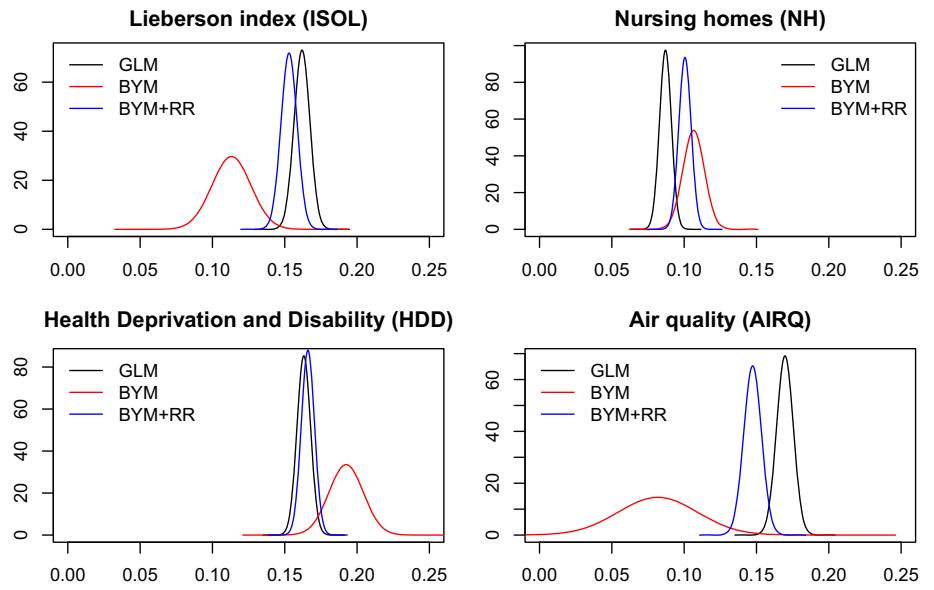 Lieberson index (ISOL)
GLM
BYM
BYM+RR
0 20 40 60
0.00 0.05 0.10 0.15 0.20 0.25
Nursing homes (NH)
GLM
BYM
BYM+RR
0 20 40 60 80
0.00 0.05 0.10 0.15 0.20 0.25
Health Deprivation and Disability (HDD)
GLM
BYM
BYM+RR
0 20 40 60 80
0.00 0.05 0.10 0.15 0.20 0.25
Air quality (AIRQ)
GLM
BYM
BYM+RR
0 20 40 60
0.00 0.05 0.10 0.15 0.20 0.25